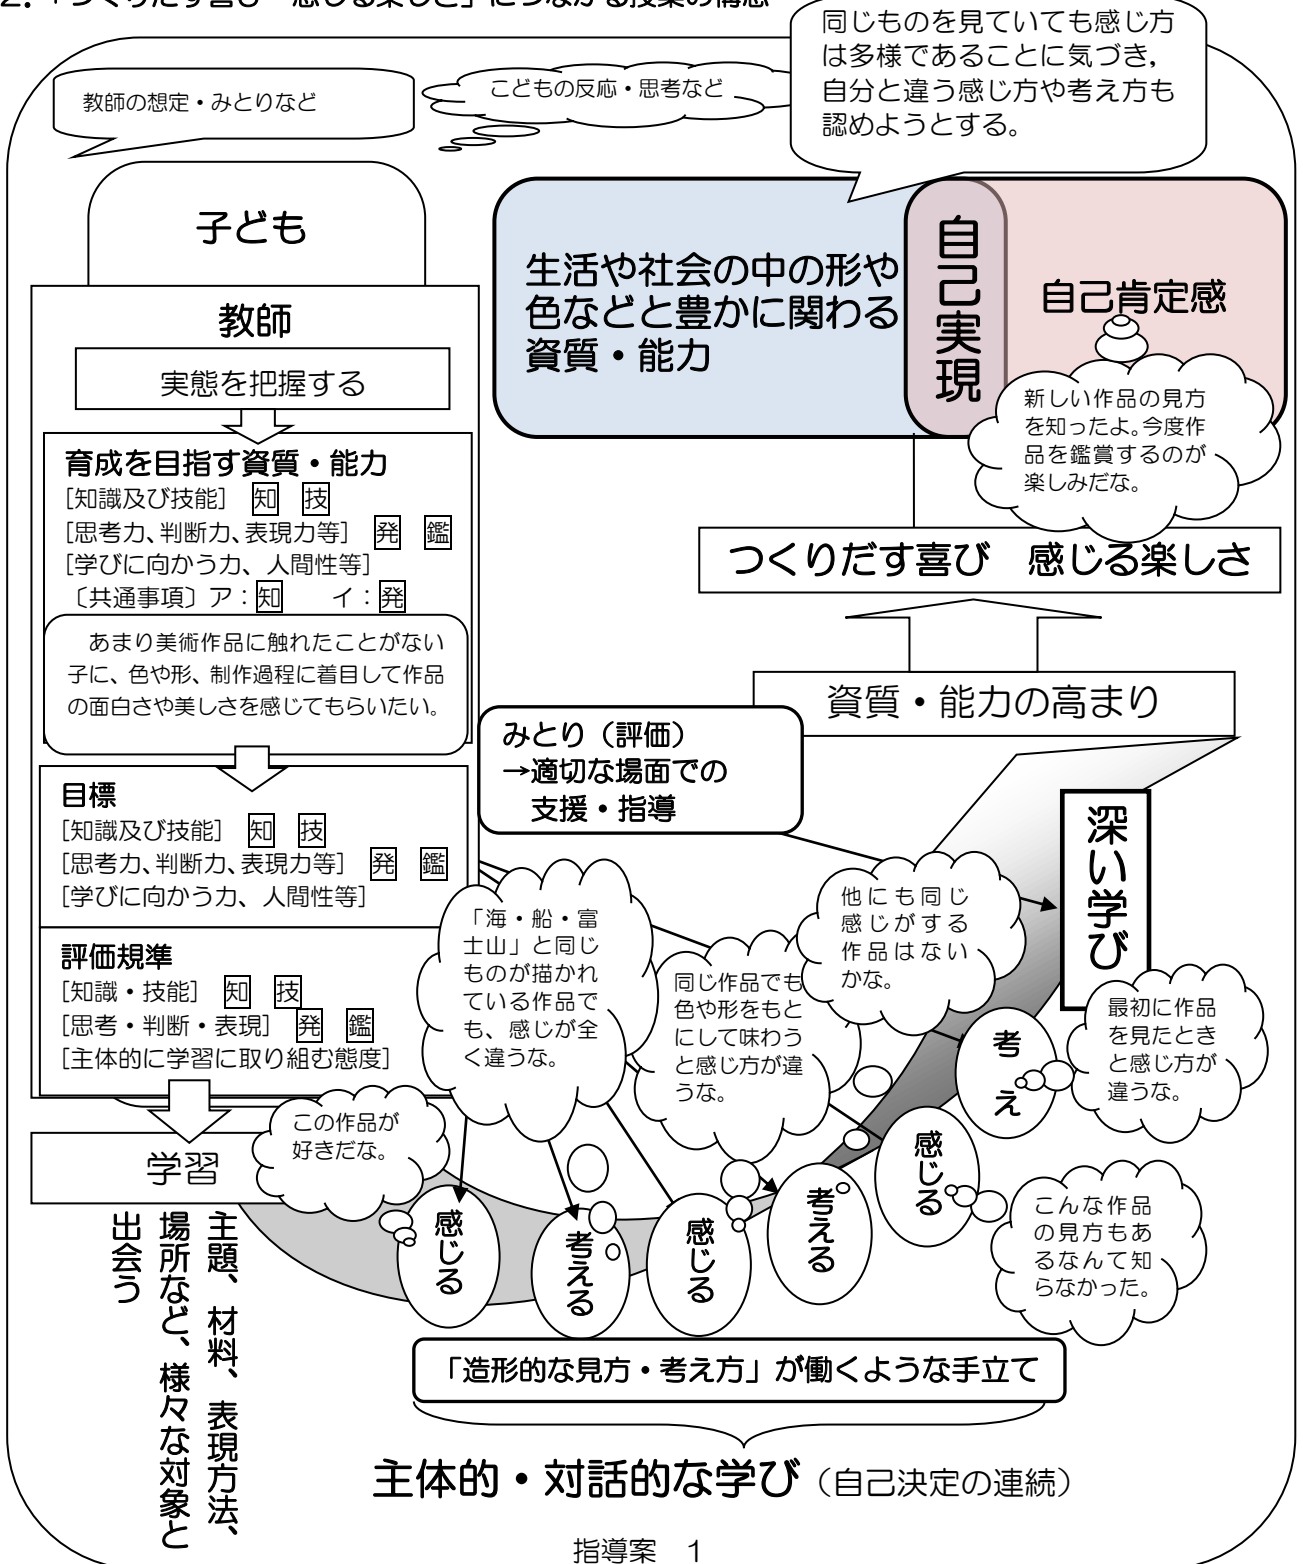 2.「つくりだす喜び　感じる楽しさ」につながる授業の構想
同じものを見ていても感じ方
は多様であることに気づき,
自分と違う感じ方や考え方も
認めようとする。
教師の想定・みとりなど
こどもの反応・思考など
子ども
教師
実態を把握する
育成を目指す資質・能力
[知識及び技能]　知　技
[思考力､判断力､表現力等]　発　鑑
[学びに向かう力、人間性等]
〔共通事項〕ア：知　　イ：発
あまり美術作品に触れたことがない
子に、色や形、制作過程に着目して作品
の面白さや美しさを感じてもらいたい。
目標
[知識及び技能]　知　技
[思考力､判断力､表現力等]　発　鑑
[学びに向かう力、人間性等]
評価規準
[知識・技能]　知　技
[思考・判断・表現]　発　鑑
[主体的に学習に取り組む態度]
学習
主題、材料、表現方法、
場所など、様々な対象と
出会う
生活や社会の中の形や
色などと豊かに関わる
資質・能力
自己実現
自己肯定感
新しい作品の見方
を知ったよ。今度作
品を鑑賞するのが
楽しみだな。
つくりだす喜び　感じる楽しさ
資質・能力の高まり
みとり（評価）
→適切な場面での
支援・指導
深い学び
この作品が
好きだな。
「海・船・富
士山」と同じ
ものが描かれ
ている作品で
も、感じが全
く違うな。
同じ作品でも
色や形をもと
にして味わう
と感じ方が違
うな。
他にも同じ
感じがする
作品はない
かな。
最初に作品
を見たとき
と感じ方が
違うな。
こんな作品
の見方もあ
るなんて知
らなかった。
感じる
考える
感じる
考える
感じる
考え
「造形的な見方・考え方」が働くような手立て
主体的・対話的な学び（自己決定の連続）
指導案　1